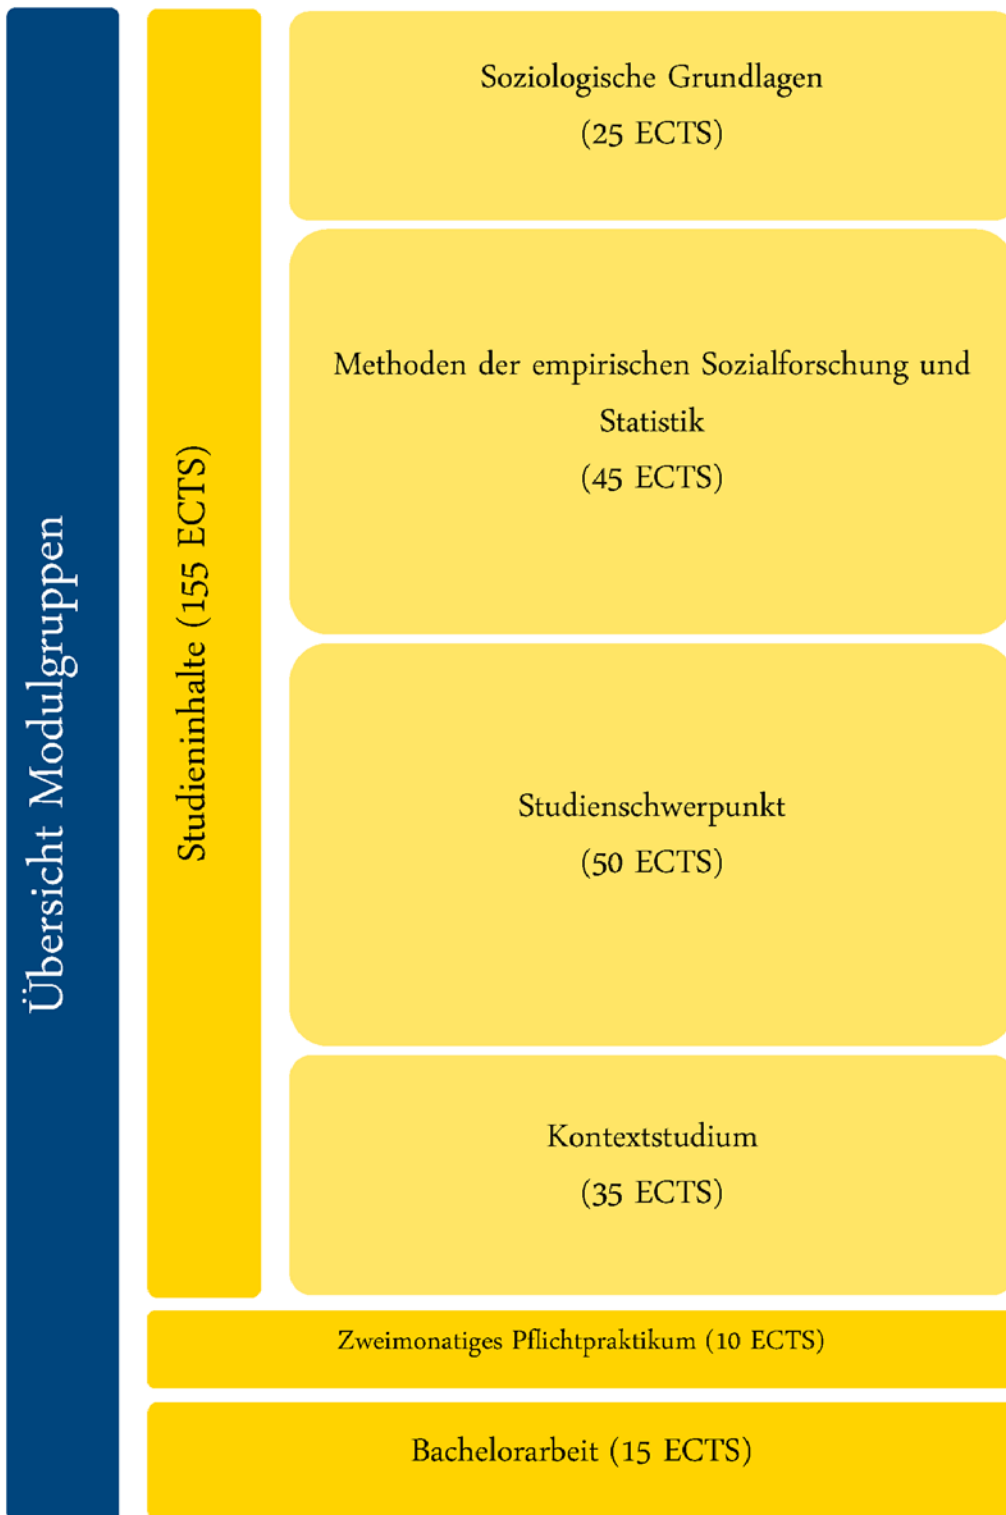 Übersicht Modulgruppen
Studieninhalte (155 ECTS)
Soziologische Grundlagen
(25 ECTS)
Methoden der empirischen Sozialforschung und
Statistik
(45 ECTS)
Studienschwerpunkt
(50 ECTS)
Kontextstudium
(35 ECTS)
Zweimonatiges Pflichtpraktikum (10 ECTS)
Bachelorarbeit (15 ECTS)